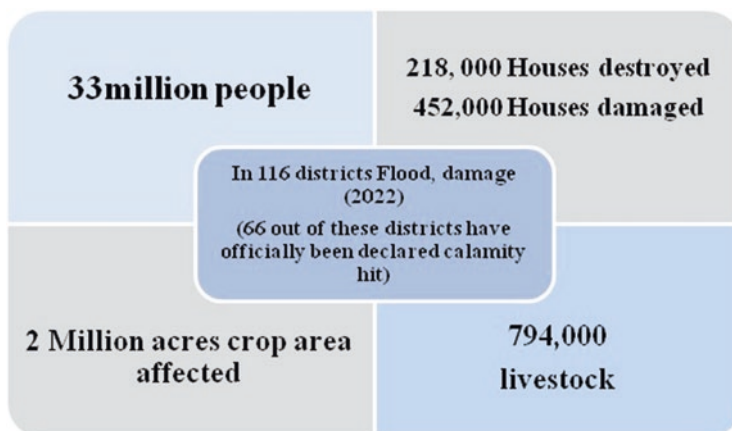 33million people
218, 000 Houses destroyed
452,000 Houses damaged
In 116 districts Flood, damage
(2022)
(66 out of these districts have
officially been declared calamity
hit)
2 Million acres crop area
affected
794,000
livestock